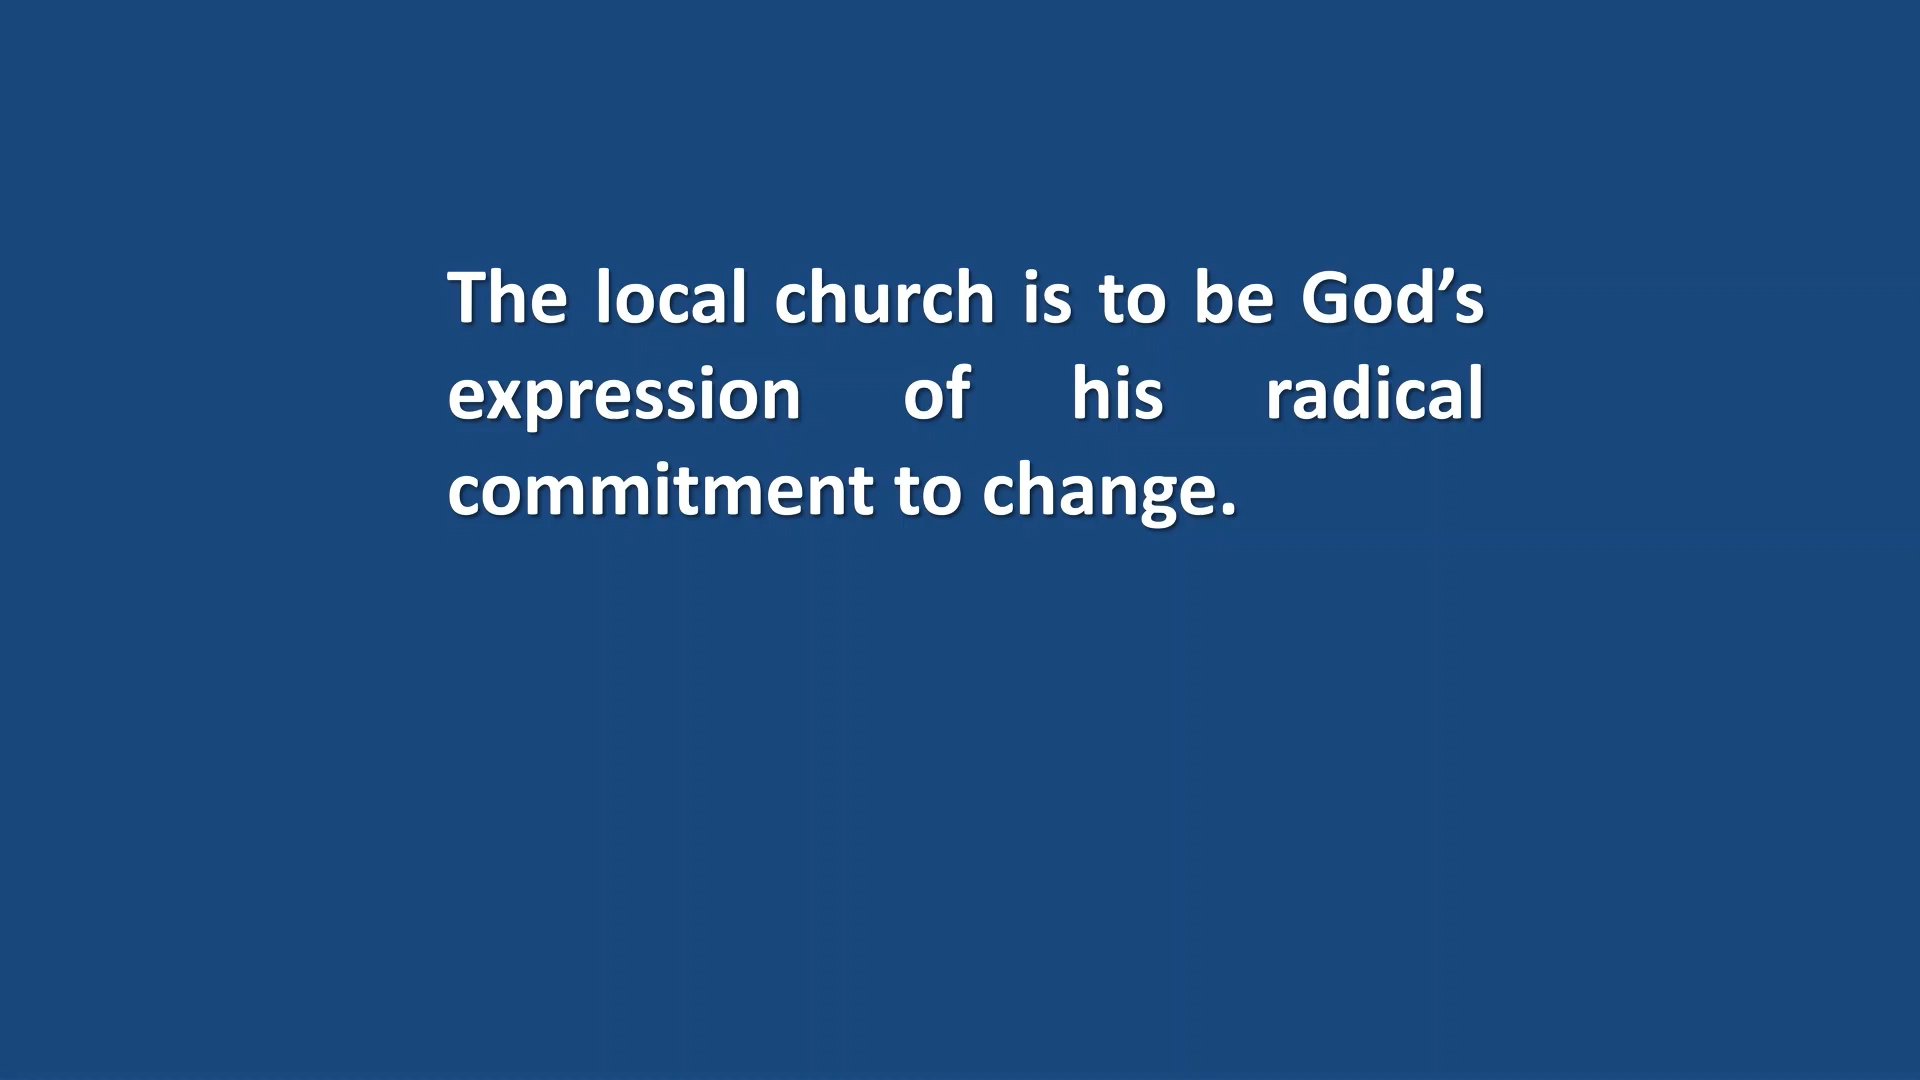 The local church is to be God’s
expression of his radical
commitment to change.